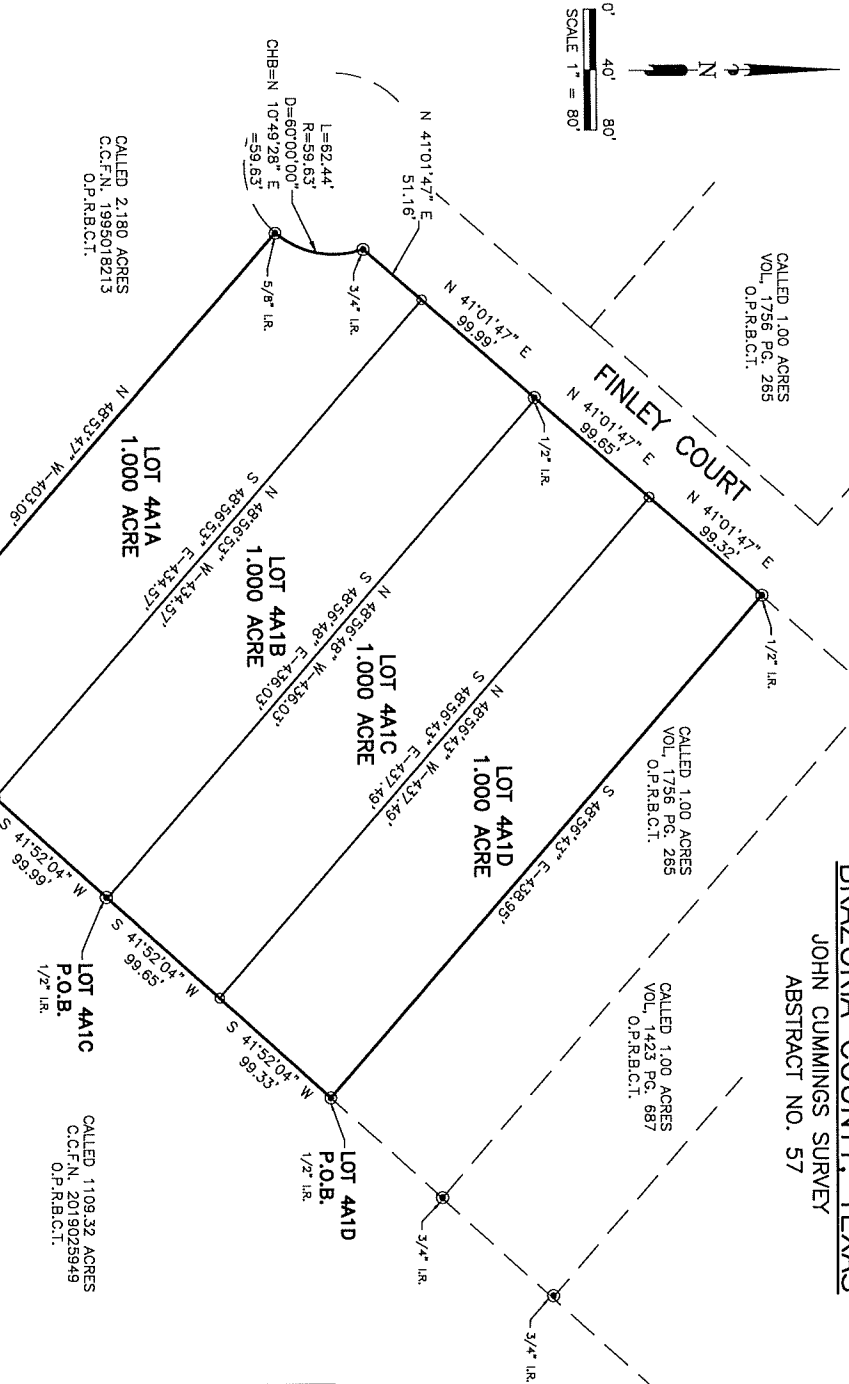 BRAZORIA COUNTY, TEXAS
JOHN CUMMINGS SURVEY
ABSTRACT NO. 57
0' 40' 80'
SCALE 1" = 80'
N
CALLED 1.00 ACRES
VOL, 1756 PG. 265
O.P.R.B.C.T.
FINLEY COURT
N 41°01'47" E
51.16'
N 41°01'47" E
99.99'
N 41°01'47" E
99.65'
N 41°01'47" E
99.32'
L=62.44'
R=59.63'
D=60°00'00"
CHB=N 10°49'28" E
=59.63'
5/8" I.R.
3/4" I.R.
1/2" I.R.
1/2" I.R.
CALLED 2.180 ACRES
C.C.F.N. 1995018213
O.P.R.B.C.T.
N 48°53'47" W-403.06'
LOT 4A1A
1.000 ACRE
N 48°56'53" W-434.57'
S 48°56'53" E-434.57'
LOT 4A1B
1.000 ACRE
N 48°56'48" W-436.03'
S 48°56'48" E-436.03'
LOT 4A1C
1.000 ACRE
N 48°56'43" W-437.49'
S 48°56'43" E-437.49'
LOT 4A1D
1.000 ACRE
S 48°56'43" E-438.95'
CALLED 1.00 ACRES
VOL, 1756 PG. 265
O.P.R.B.C.T.
CALLED 1.00 ACRES
VOL, 1423 PG. 687
O.P.R.B.C.T.
S 41°52'04" W
99.99'
S 41°52'04" W
99.65'
S 41°52'04" W
99.33'
LOT 4A1C
P.O.B.
1/2" I.R.
LOT 4A1D
P.O.B.
1/2" I.R.
3/4" I.R.
3/4" I.R.
CALLED 1109.32 ACRES
C.C.F.N. 2019025949
O.P.R.B.C.T.